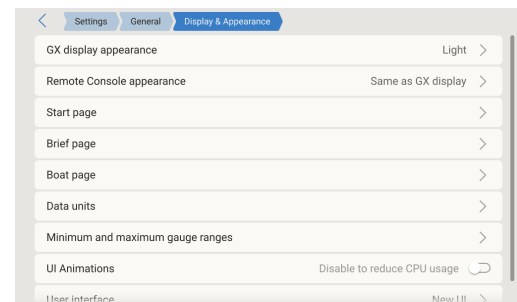 Settings General Display & Appearance
GX display appearance Light
Remote Console appearance Same as GX display
Start page
Brief page
Boat page
Data units
Minimum and maximum gauge ranges
UI Animations Disable to reduce CPU usage
User interface New UI